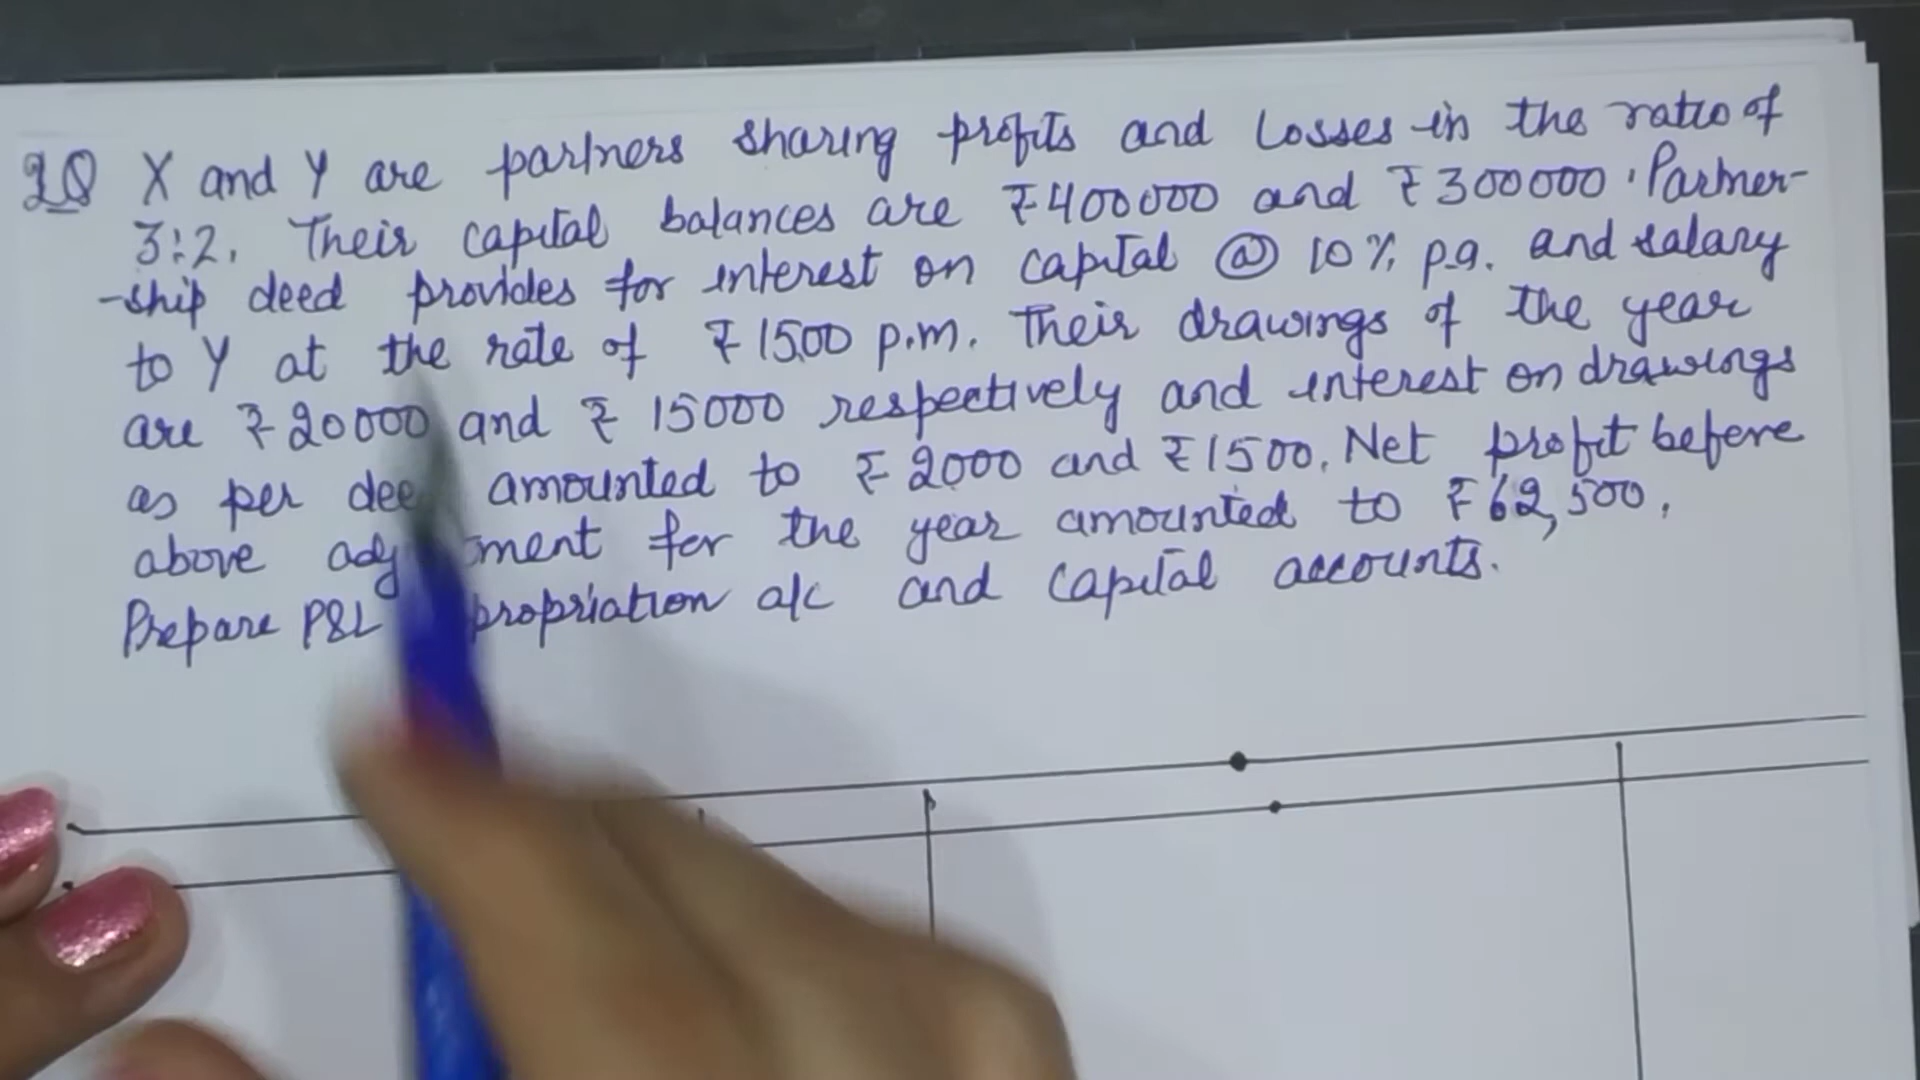 2Q X and Y are partners sharing profits and losses in the ratio of
3:2. Their capital balances are ₹400000 and ₹300000. Partner-
-ship deed provides for interest on capital @ 10% p.a. and salary
to Y at the rate of ₹1500 p.m. Their drawings of the year
are ₹20000 and ₹ 15000 respectively and interest on drawings
as per dee amounted to ₹2000 and ₹1500. Net profit before
above adj ment for the year amounted to ₹62,500.
Prepare P&L propriation a/c and capital accounts.